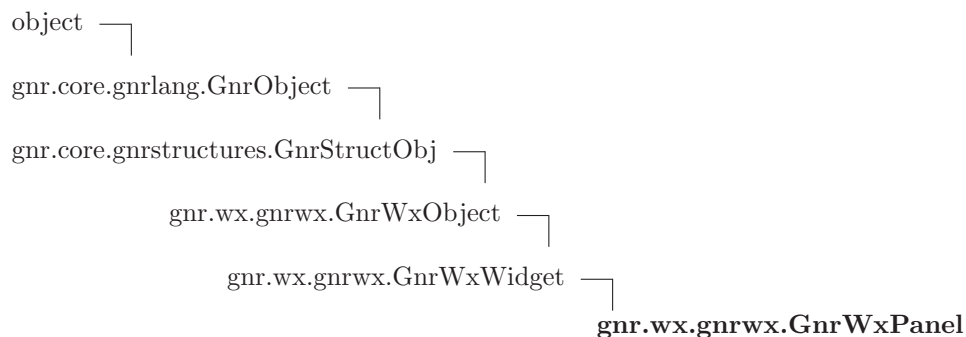 object
gnr.core.gnrlang.GnrObject
gnr.core.gnrstructures.GnrStructObj
gnr.wx.gnrwx.GnrWxObject
gnr.wx.gnrwx.GnrWxWidget
gnr.wx.gnrwx.GnrWxPanel